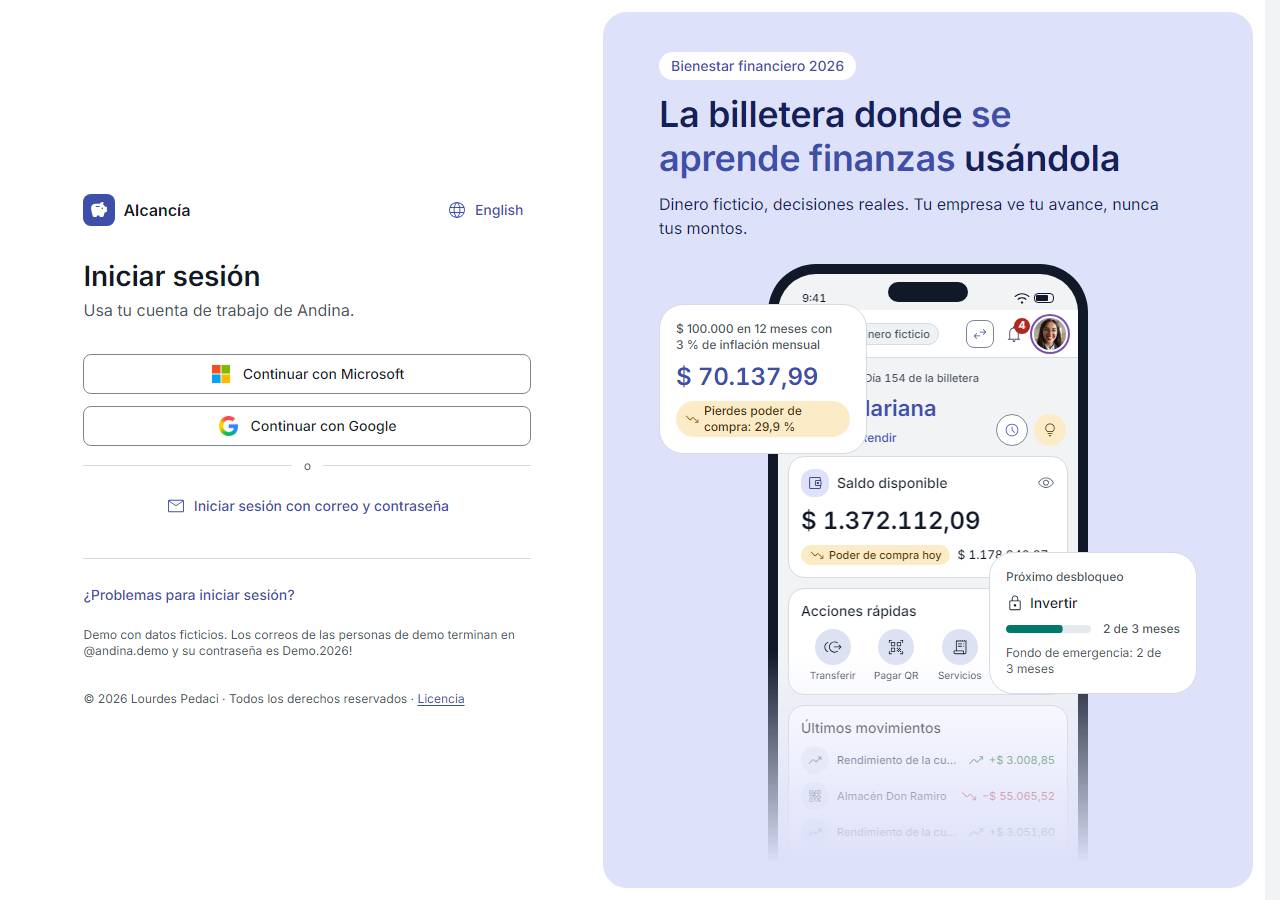 Alcancía
English
Iniciar sesión
Usa tu cuenta de trabajo de Andina.
Continuar con Microsoft
Continuar con Google
o
Iniciar sesión con correo y contraseña
¿Problemas para iniciar sesión?
Demo con datos ficticios. Los correos de las personas de demo terminan en
@andina.demo y su contraseña es Demo.2026!
© 2026 Lourdes Pedaci · Todos los derechos reservados · Licencia
Bienestar financiero 2026
La billetera donde se
aprende finanzas usándola
Dinero ficticio, decisiones reales. Tu empresa ve tu avance, nunca
tus montos.
9:41
$ 100.000 en 12 meses con
3 % de inflación mensual
$ 70.137,99
Pierdes poder de
compra: 29,9 %
ficticio
4
Día 154 de la billetera
Saldo disponible
$ 1.372.112,09
Poder de compra hoy
Próximo desbloqueo
Invertir
2 de 3 meses
Fondo de emergencia: 2 de
3 meses
Acciones rápidas
Transferir
Pagar QR
Servicios
Últimos movimientos
Rendimiento de la cu... +$ 3.008,85
Almacén Don Ramiro −$ 55.065,52
Rendimiento de la cu... +$ 3.051,60